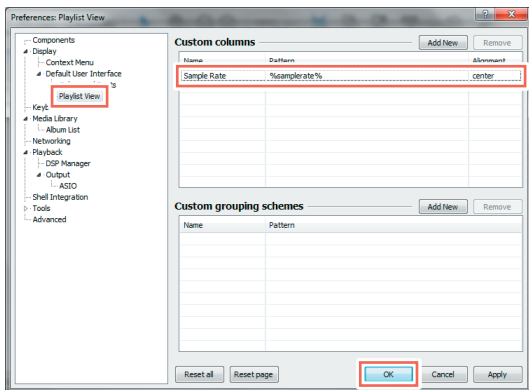 Preferences: Playlist View
Components
Display
Context Menu
Default User Interface
Playlist View
Media Library
Album List
Networking
Playback
DSP Manager
Output
ASIO
Shell Integration
Tools
Advanced
Custom columns
Add New
Remove
Name Pattern Alignment
Sample Rate %samplerate% center
Custom grouping schemes
Add New
Remove
Name Pattern
Reset all
Reset page
OK
Cancel
Apply